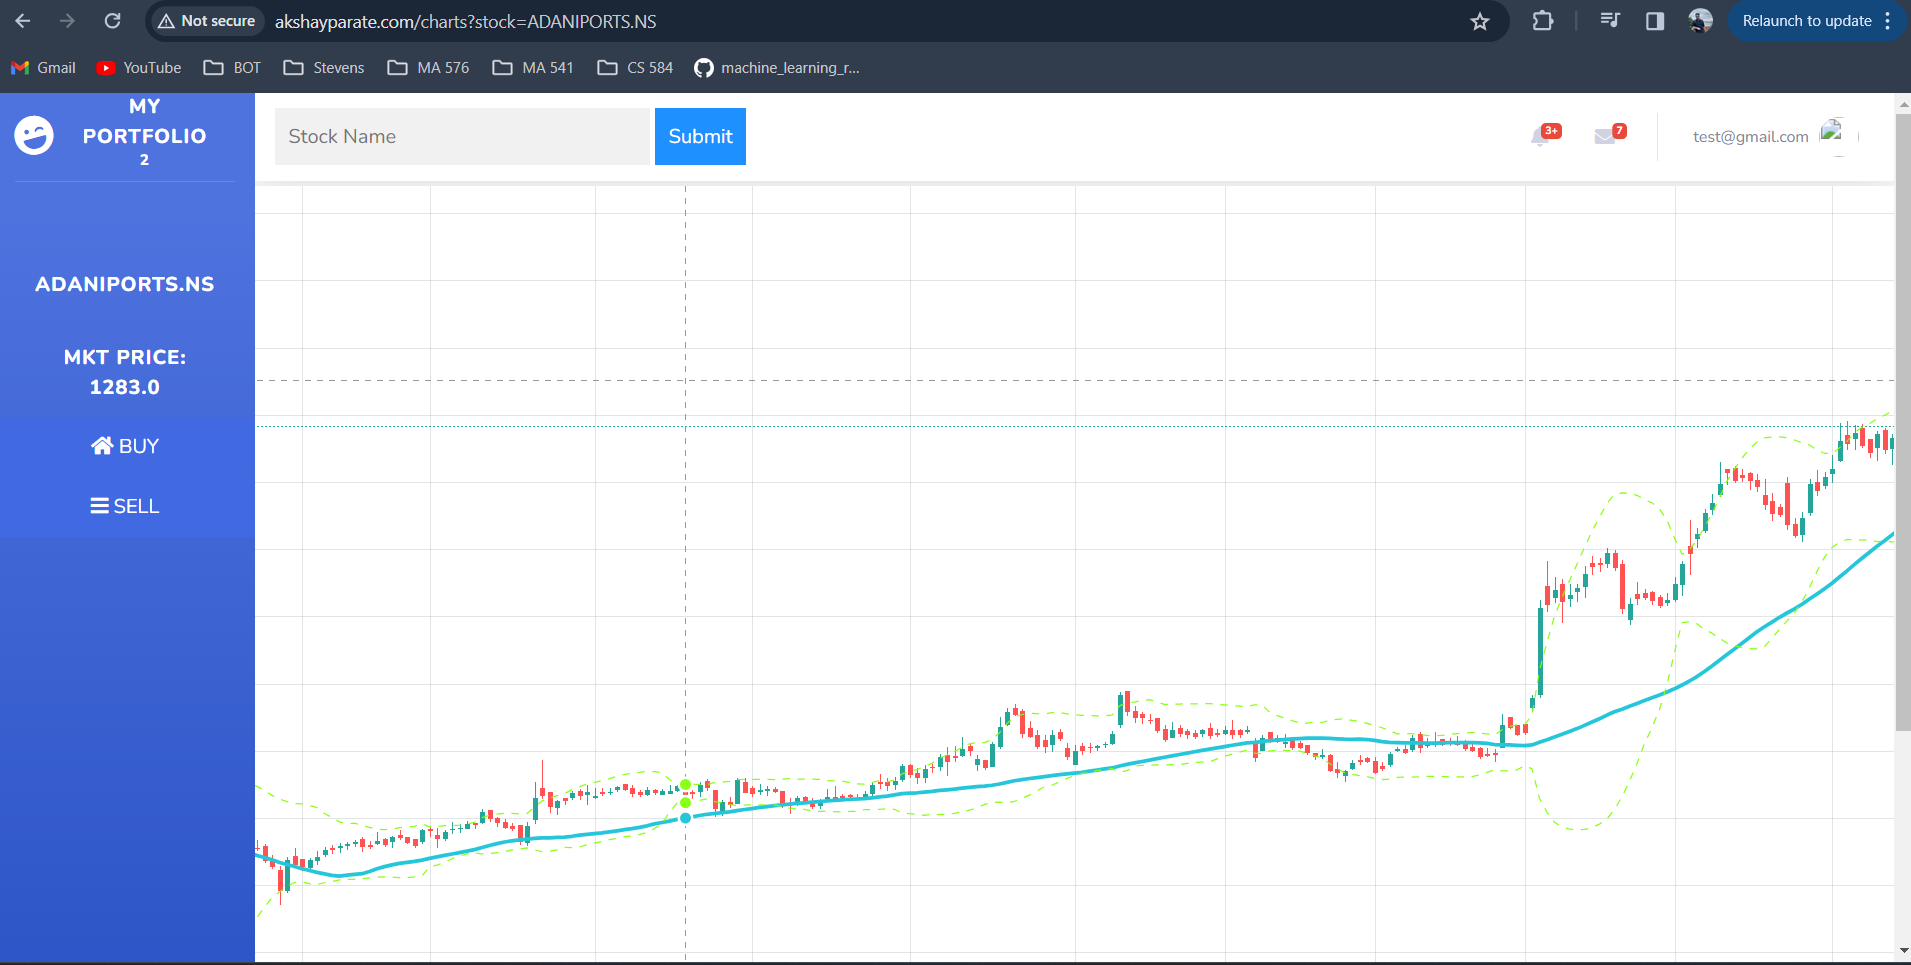 Not secure akshayparate.com/charts?stock=ADANIPORTS.NS Relaunch to update
Gmail YouTube BOT Stevens MA 576 MA 541 CS 584 machine_learning_r...
MY
PORTFOLIO
2
Stock Name Submit 3+ 7 test@gmail.com
ADANIPORTS.NS
MKT PRICE:
1283.0
BUY
SELL